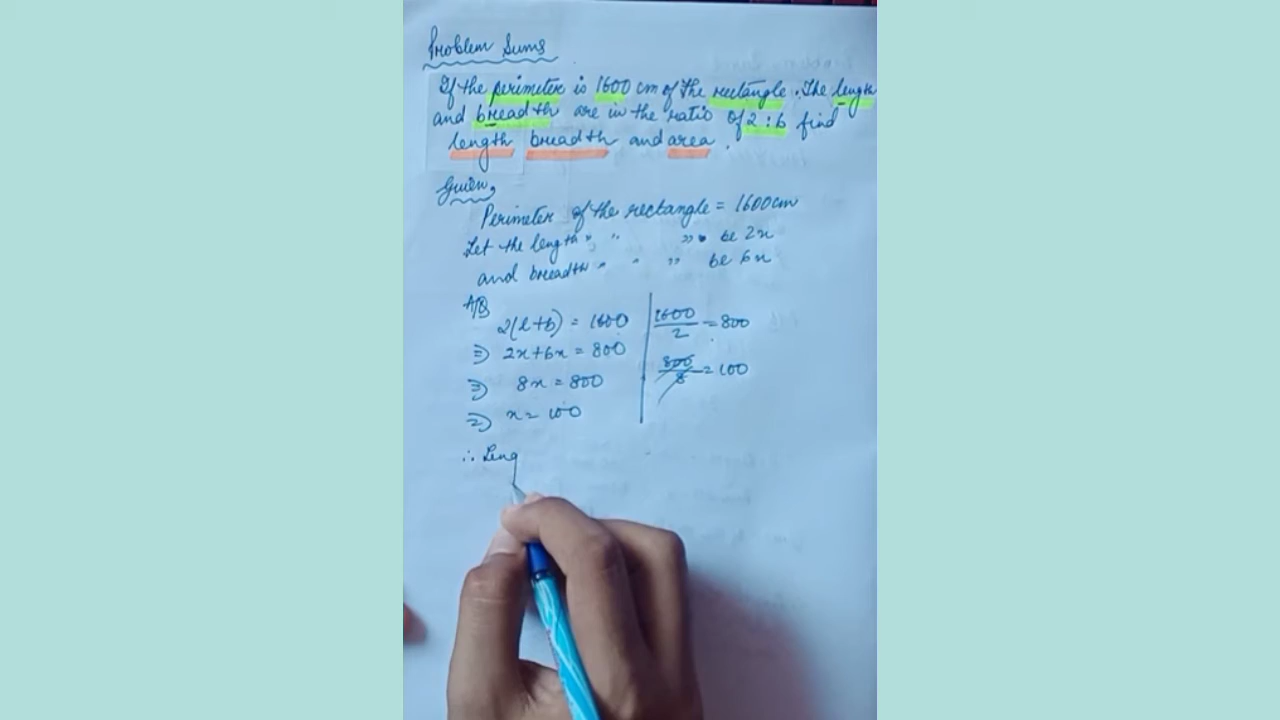 Problem Sums
If the perimeter is 1600 cm of the rectangle. The length
and breadth are in the ratio of 2:6 find
length breadth and area.
Given,
Perimeter of the rectangle = 1600cm
Let the length " " " be 2x
and breadth " " " be 6x
A/Q
2(l+b) = 1600
⇒ 2x+6x = 800
⇒ 8x = 800
⇒ x = 100
1600/2 = 800
800/8 = 100
∴ Leng